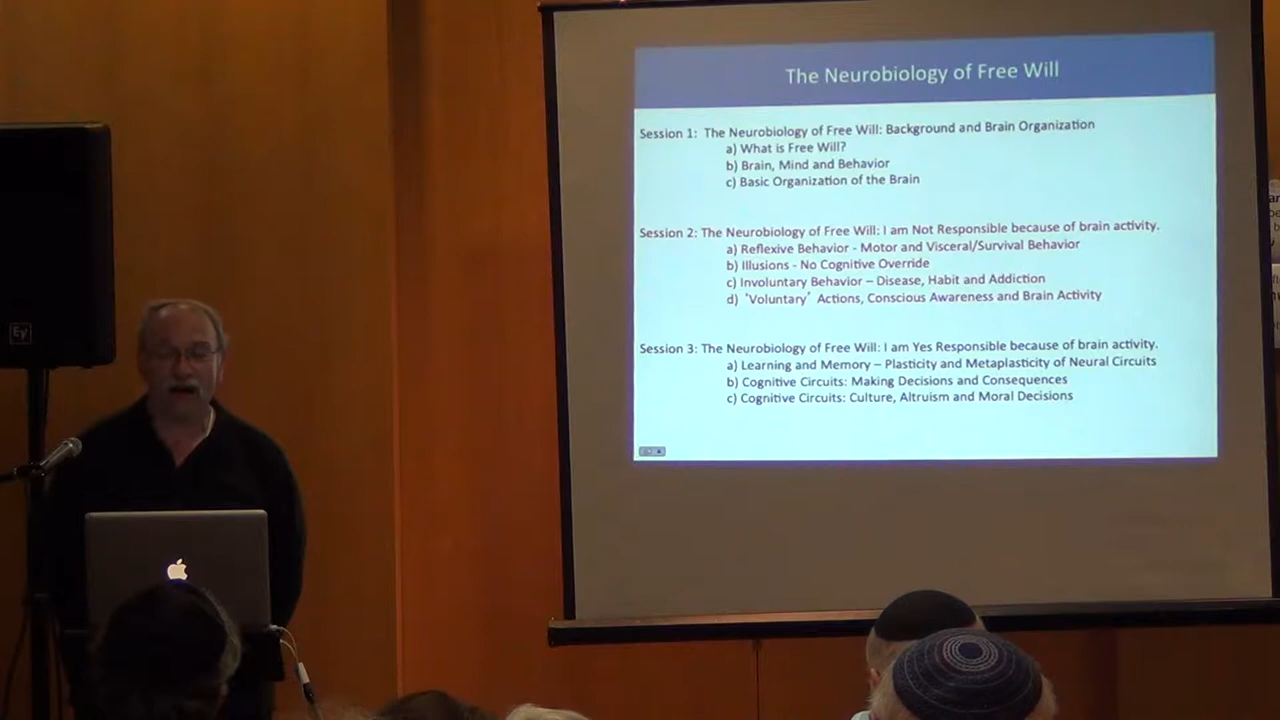 The Neurobiology of Free Will
Session 1: The Neurobiology of Free Will: Background and Brain Organization
a) What is Free Will?
b) Brain, Mind and Behavior
c) Basic Organization of the Brain
Session 2: The Neurobiology of Free Will: I am Not Responsible because of brain activity.
a) Reflexive Behavior - Motor and Visceral/Survival Behavior
b) Illusions - No Cognitive Override
c) Involuntary Behavior – Disease, Habit and Addiction
d) 'Voluntary' Actions, Conscious Awareness and Brain Activity
Session 3: The Neurobiology of Free Will: I am Yes Responsible because of brain activity.
a) Learning and Memory – Plasticity and Metaplasticity of Neural Circuits
b) Cognitive Circuits: Making Decisions and Consequences
c) Cognitive Circuits: Culture, Altruism and Moral Decisions
EV